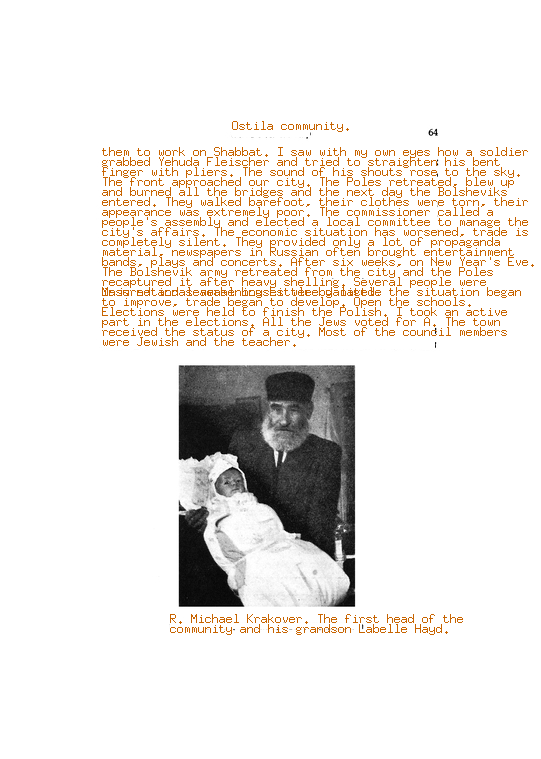 Ostila community.
64
them to work on Shabbat. I saw with my own eyes how a soldier
grabbed Yehuda Fleischer and tried to straighten his bent
finger with pliers. The sound of his shouts rose to the sky.
The front approached our city. The Poles retreated, blew up
and burned all the bridges and the next day the Bolsheviks
entered. They walked barefoot, their clothes were torn, their
appearance was extremely poor. The commissioner called a
people's assembly and elected a local committee to manage the
city's affairs. The economic situation has worsened, trade is
completely silent. They provided only a lot of propaganda
material, newspapers in Russian often brought entertainment
bands, plays and concerts. After six weeks, on New Year's Eve.
The Bolshevik army retreated from the city and the Poles
recaptured it after heavy shelling. Several people were
the situation began
to improve, trade began to develop. Open the schools.
Elections were held to finish the Polish. I took an active
part in the elections. All the Jews voted for A. The town
received the status of a city. Most of the council members
were Jewish and the teacher.
R. Michael Krakover. The first head of the
community and his grandson Labelle Hayd.